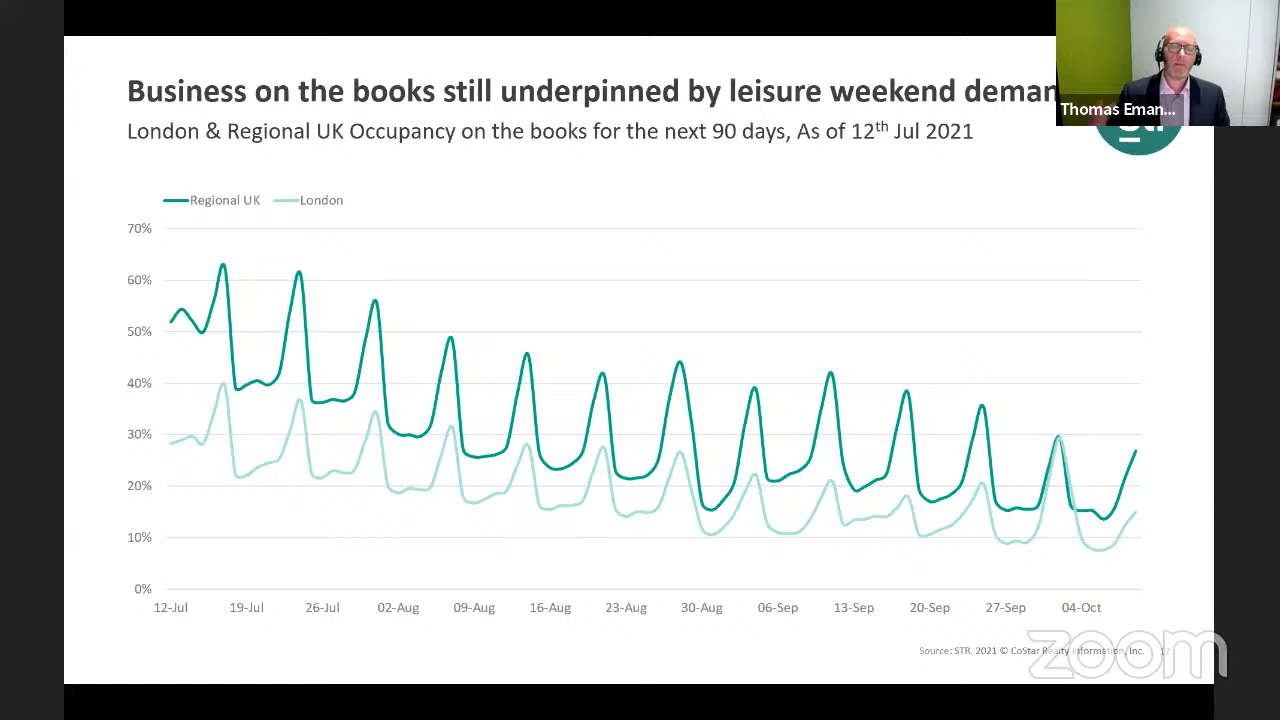 Business on the books still underpinned by leisure weekend deman
London & Regional UK Occupancy on the books for the next 90 days, As of 12th Jul 2021
Thomas Eman...
Regional UK London
70%
60%
50%
40%
30%
20%
10%
0%
12-Jul 19-Jul 26-Jul 02-Aug 09-Aug 16-Aug 23-Aug 30-Aug 06-Sep 13-Sep 20-Sep 27-Sep 04-Oct
Source: STR. 2021 © CoStar Realty Information, Inc. 17
zoom